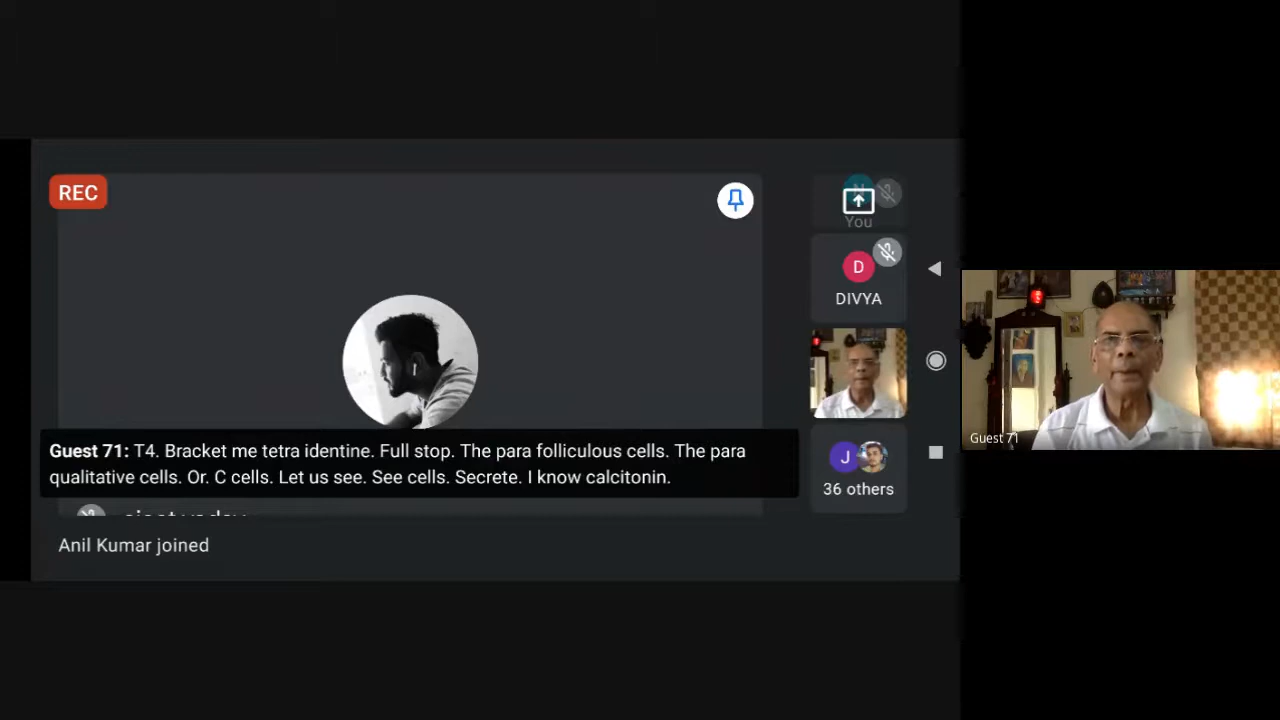 REC
You
D
DIVYA
Guest 71: T4. Bracket me tetra identine. Full stop. The para folliculous cells. The para
qualitative cells. Or. C cells. Let us see. See cells. Secrete. I know calcitonin.
J
36 others
Anil Kumar joined
Guest 71